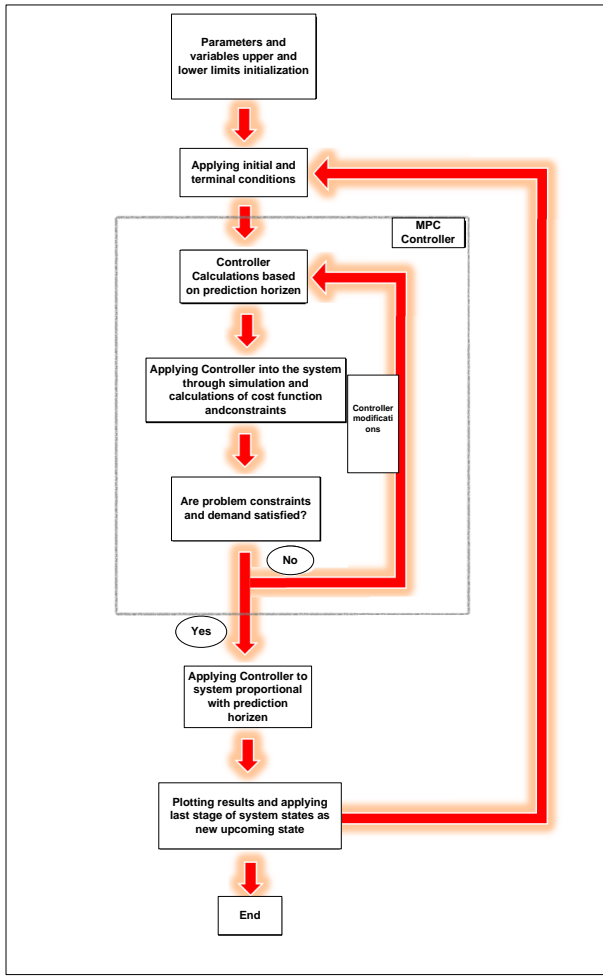 Parameters and
variables upper and
lower limits initialization
Applying initial and
terminal conditions
MPC
Controller
Controller
Calculations based
on prediction horizen
Applying Controller into the system
through simulation and
calculations of cost function
andconstraints
Controller
modificati
ons
Are problem constraints
and demand satisfied?
No
Yes
Applying Controller to
system proportional
with prediction
horizen
Plotting results and applying
last stage of system states as
new upcoming state
End